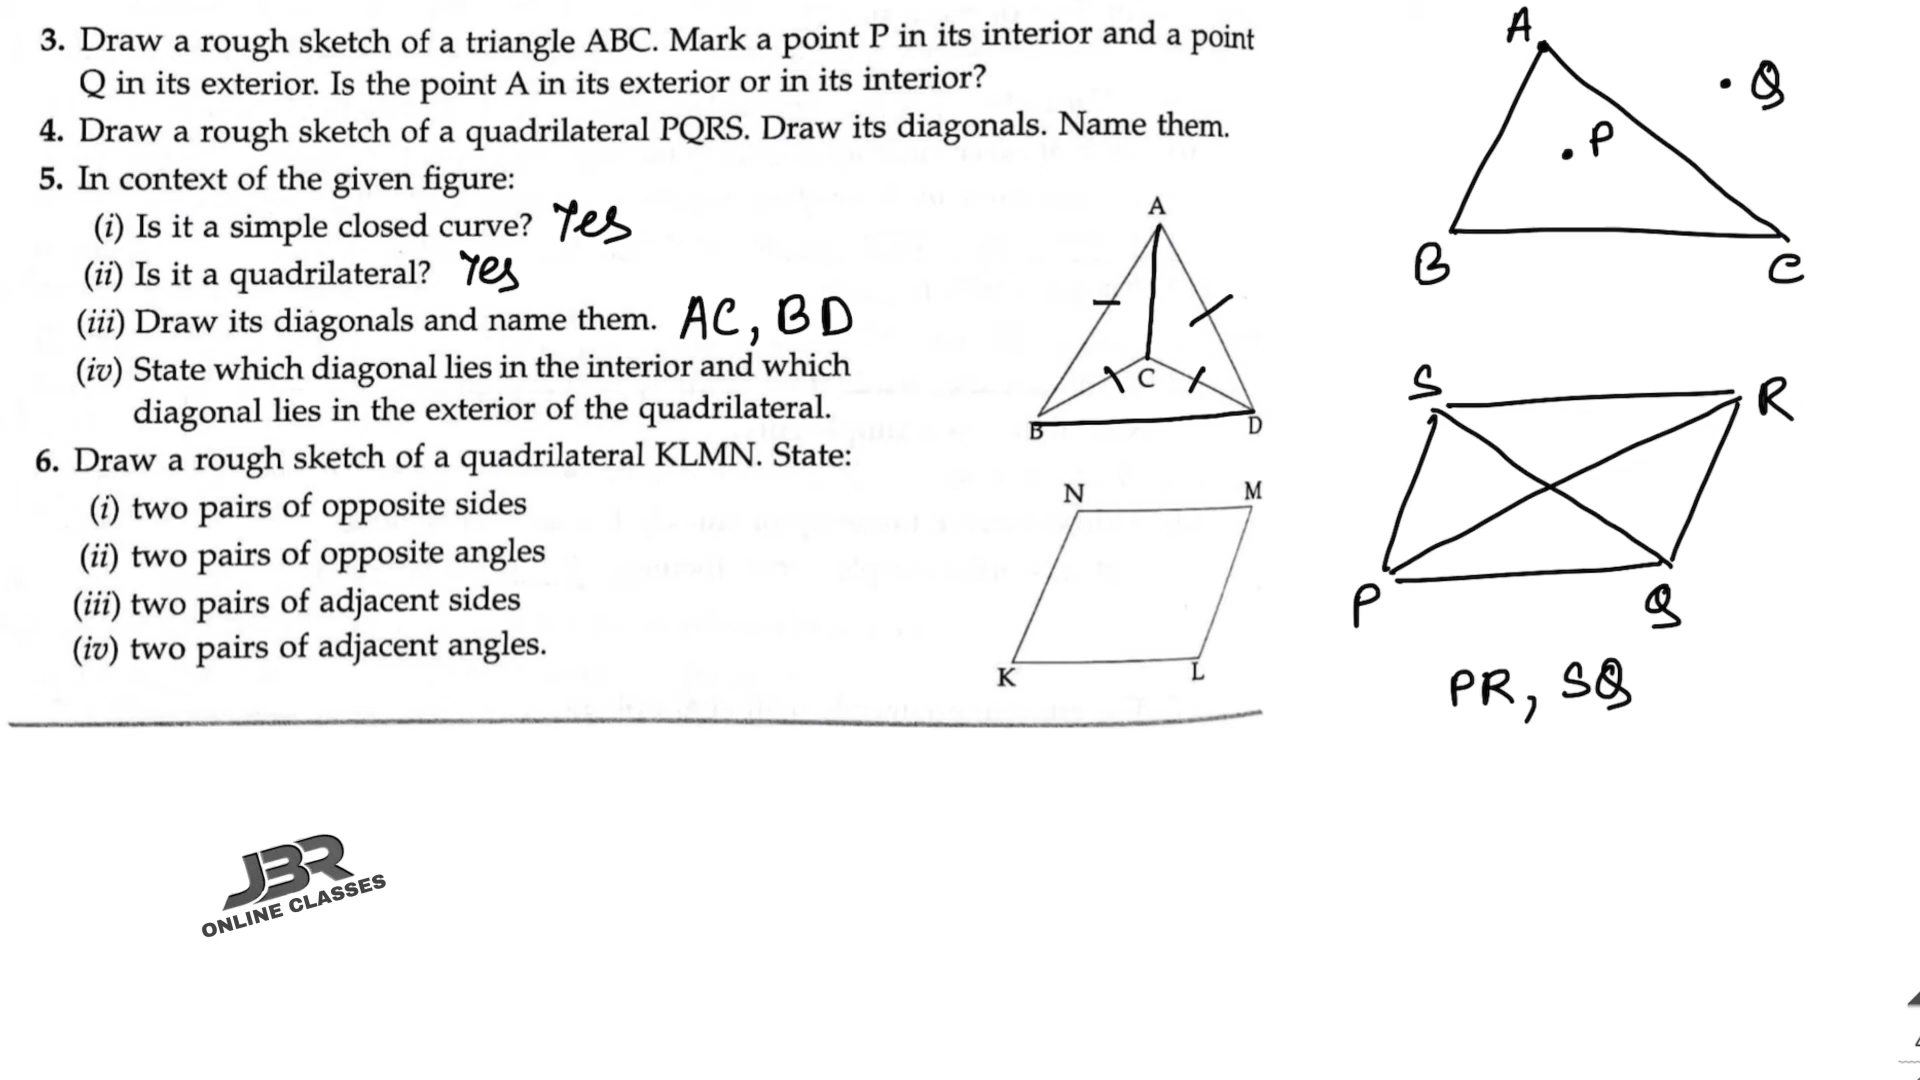 3. Draw a rough sketch of a triangle ABC. Mark a point P in its interior and a point
Q in its exterior. Is the point A in its exterior or in its interior?
4. Draw a rough sketch of a quadrilateral PQRS. Draw its diagonals. Name them.
5. In context of the given figure:
(i) Is it a simple closed curve? Yes
(ii) Is it a quadrilateral? Yes
(iii) Draw its diagonals and name them. AC, BD
(iv) State which diagonal lies in the interior and which
diagonal lies in the exterior of the quadrilateral.
6. Draw a rough sketch of a quadrilateral KLMN. State:
(i) two pairs of opposite sides
(ii) two pairs of opposite angles
(iii) two pairs of adjacent sides
(iv) two pairs of adjacent angles.
A
C
B
D
N
M
K
L
A
Q
P
B
C
S
R
P
Q
PR, SQ
JBR
ONLINE CLASSES